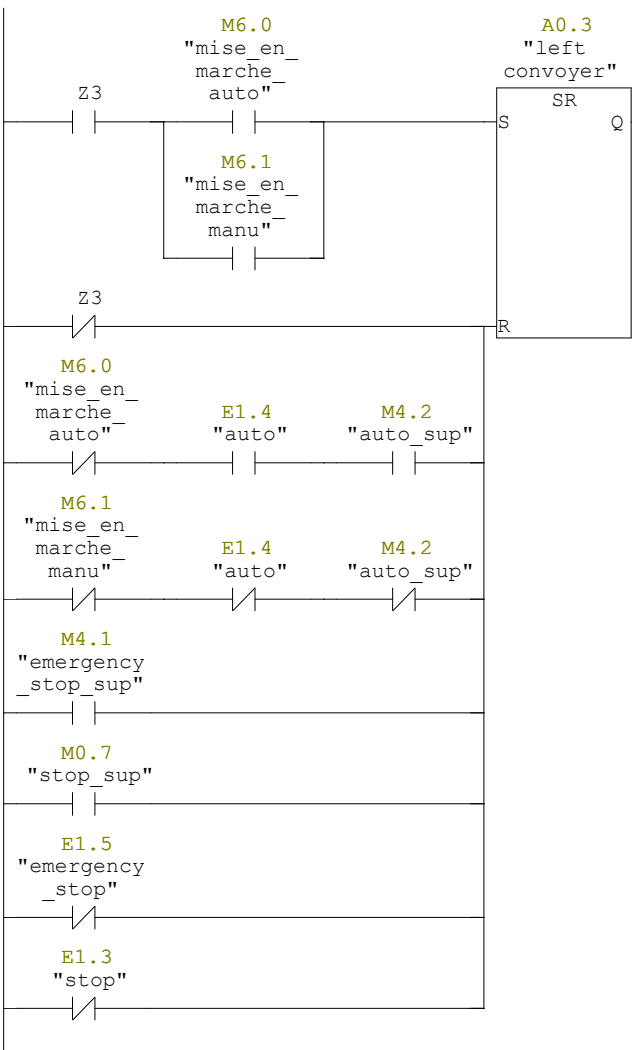 M6.0
"mise_en_
marche_
auto"
A0.3
"left
convoyer"
Z3
SR
S
Q
M6.1
"mise_en_
marche_
manu"
Z3
R
M6.0
"mise_en_
marche_
auto"
E1.4
"auto"
M4.2
"auto_sup"
M6.1
"mise_en_
marche_
manu"
E1.4
"auto"
M4.2
"auto_sup"
M4.1
"emergency
_stop_sup"
M0.7
"stop_sup"
E1.5
"emergency
_stop"
E1.3
"stop"